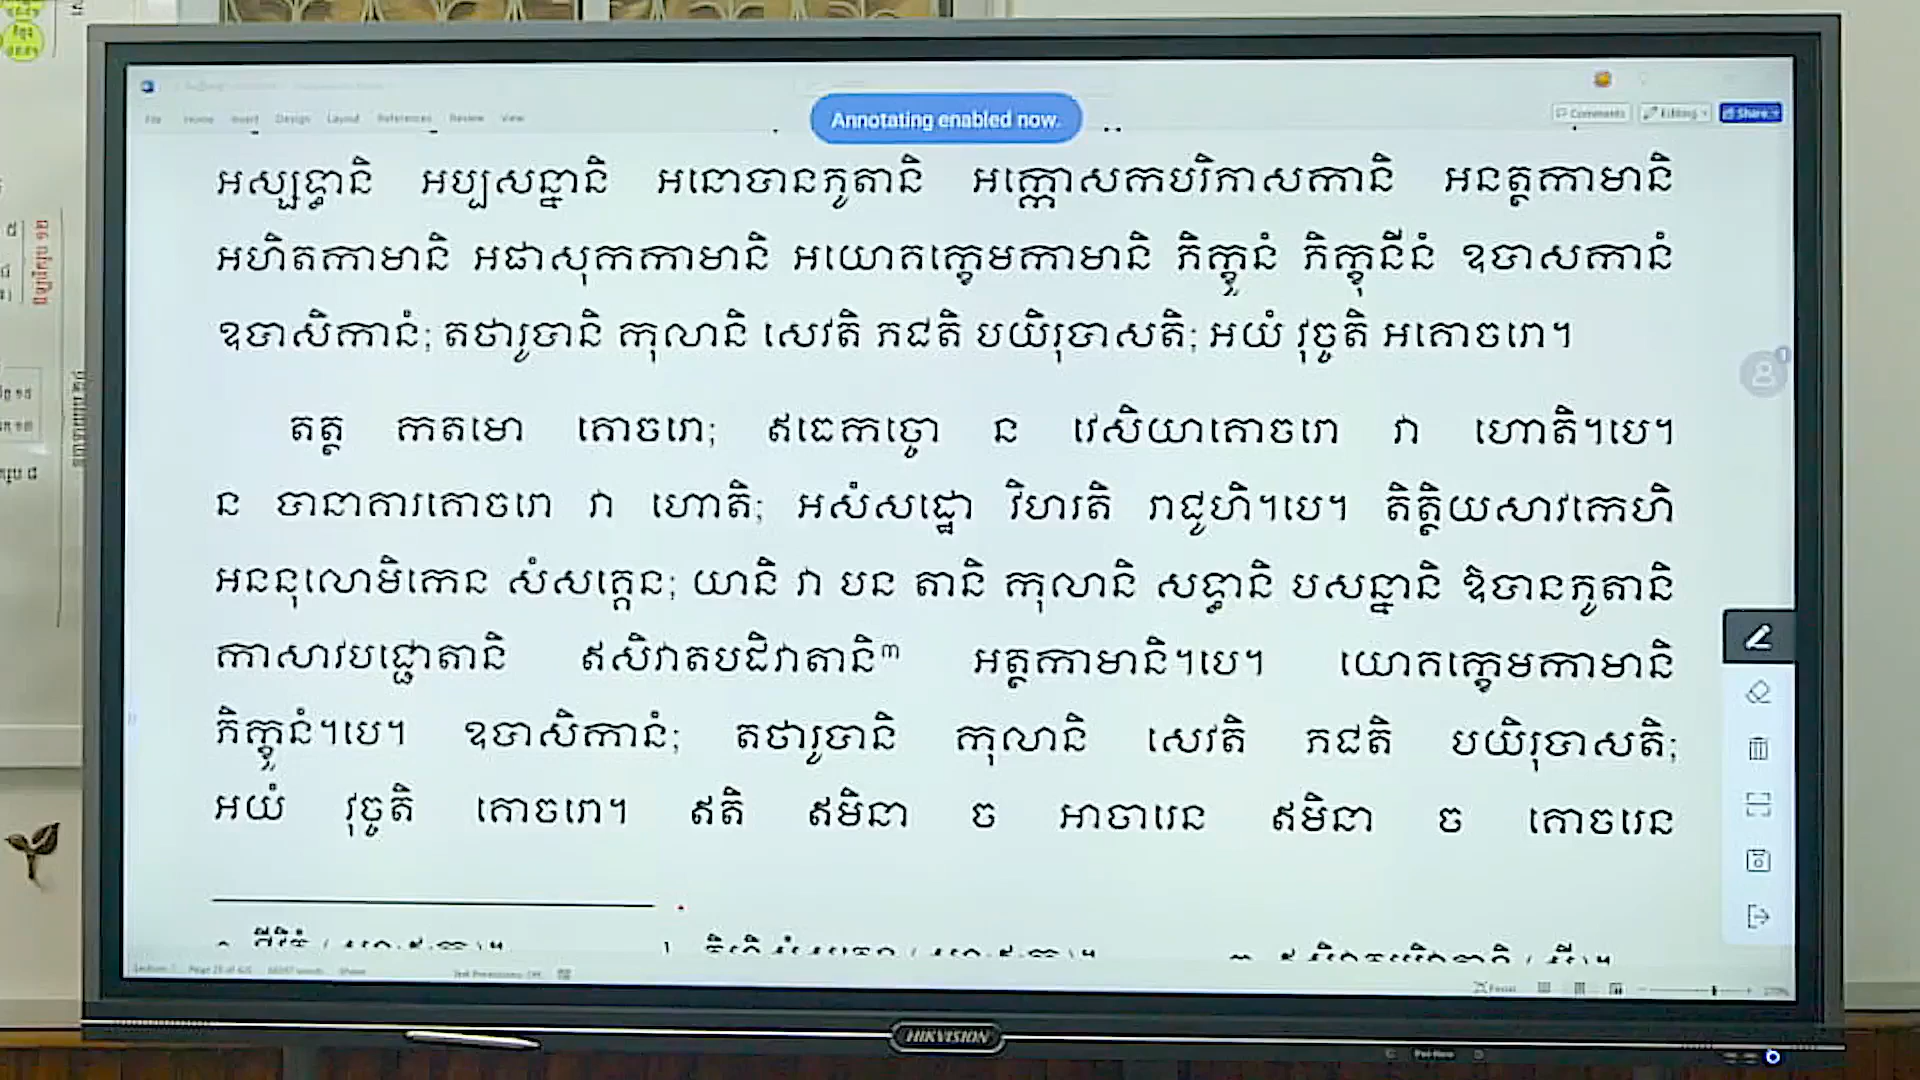 Annotating enabled now.
File Home Insert Design Layout References Review View
Comments Editing Share
អស្សទ្ធានិ អប្បសន្នានិ អនោបានភូតានិ អក្កោសកបរិភាសកានិ អនត្ថកាមានិ
អហិតកាមានិ អផាសុកកាមានិ អយោគក្ខេមកាមានិ ភិក្ខូនំ ភិក្ខុនីនំ ឧបាសកានំ
ឧបាសិកានំ; តថារូបានិ កុលានិ សេវតិ ភជតិ បយិរុបាសតិ; អយំ វុច្ចតិ អគោចរោ។
តត្ថ កតមោ គោចរោ; ឥធេកច្ចោ ន វេសិយាគោចរោ វា ហោតិ។បេ។
ន បានាគារគោចរោ វា ហោតិ; អសំសដ្ឋោ វិហរតិ រាជូហិ។បេ។ តិត្ថិយសាវកេហិ
អននុលោមិកេន សំសគ្គេន; យានិ វា បន តានិ កុលានិ សទ្ធានិ បសន្នានិ ឱបានភូតានិ
កាសាវបជ្ជោតានិ ឥសិវាតបដិវាតានិ៣ អត្ថកាមានិ។បេ។ យោគក្ខេមកាមានិ
ភិក្ខូនំ។បេ។ ឧបាសិកានំ; តថារូបានិ កុលានិ សេវតិ ភជតិ បយិរុបាសតិ;
អយំ វុច្ចតិ គោចរោ។ ឥតិ ឥមិនា ច អាចារេន ឥមិនា ច គោចរេន
Focus
HIKVISION